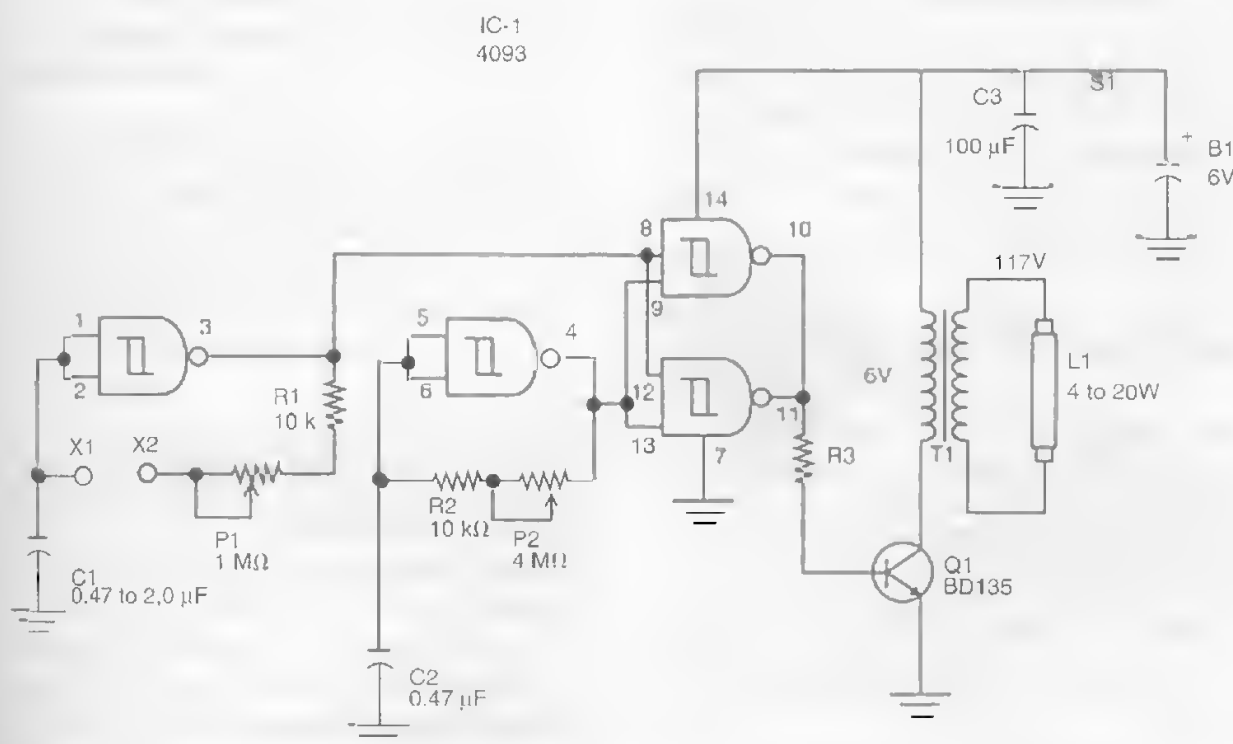 IC-1
4093
S1
C3
100 µF
+
B1
6V
14
8
10
9
117V
1
3
2
5
4
6
12
11
13
7
6V
T1
L1
4 to 20W
R1
10 k
X1
X2
R3
P1
1 MΩ
R2
10 kΩ
P2
4 MΩ
Q1
BD135
C1
0.47 to 2,0 µF
C2
0.47 µF